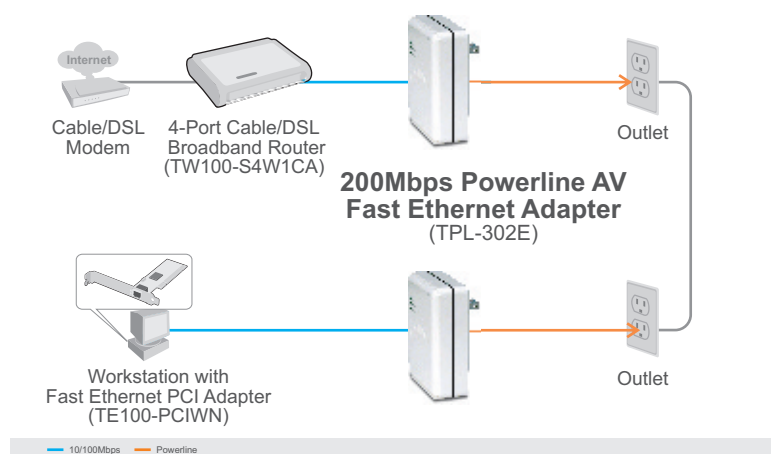 Internet
Cable/DSL
Modem
4-Port Cable/DSL
Broadband Router
(TW100-S4W1CA)
Outlet
200Mbps Powerline AV
Fast Ethernet Adapter
(TPL-302E)
Workstation with
Fast Ethernet PCI Adapter
(TE100-PCIWN)
Outlet
10/100Mbps Powerline